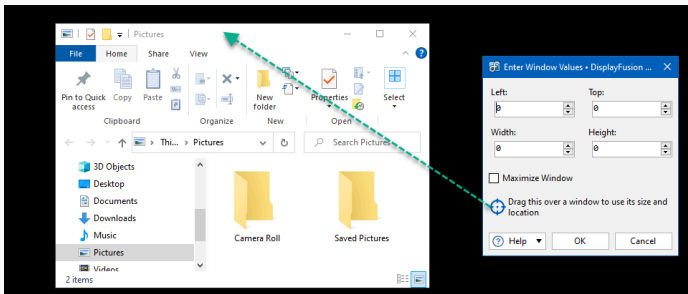 Pictures
File Home Share View
Pin to Quick access
Copy
Paste
New folder
Properties
Select
Clipboard Organize New Open
Thi... > Pictures
Search Pictures
3D Objects
Desktop
Documents
Downloads
Music
Pictures
Videos
Camera Roll
Saved Pictures
2 items
Enter Window Values • DisplayFusion ...
Left: Top:
0 0
Width: Height:
0 0
Maximize Window
Drag this over a window to use its size and
location
Help OK Cancel